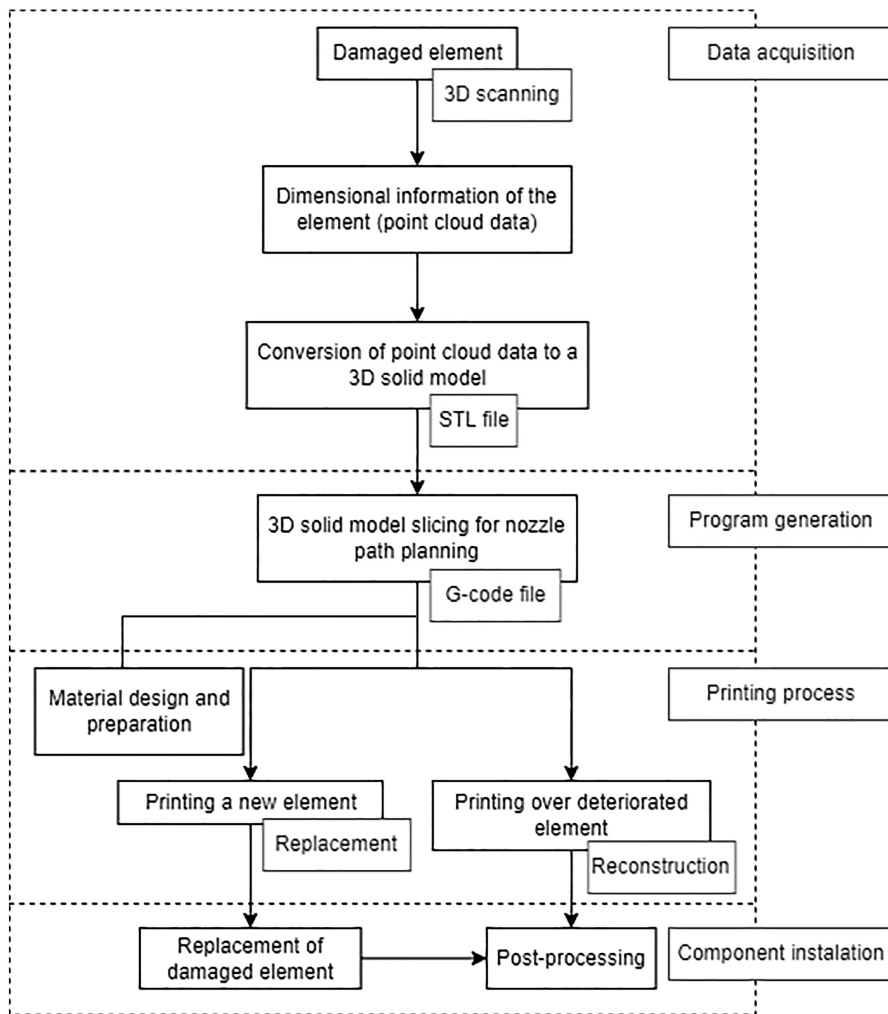 Damaged element
Data acquisition
3D scanning
Dimensional information of the
element (point cloud data)
Conversion of point cloud data to a
3D solid model
STL file
3D solid model slicing for nozzle
path planning
Program generation
G-code file
Material design and
preparation
Printing process
Printing a new element
Replacement
Printing over deteriorated
element
Reconstruction
Replacement of
damaged element
Post-processing
Component instalation